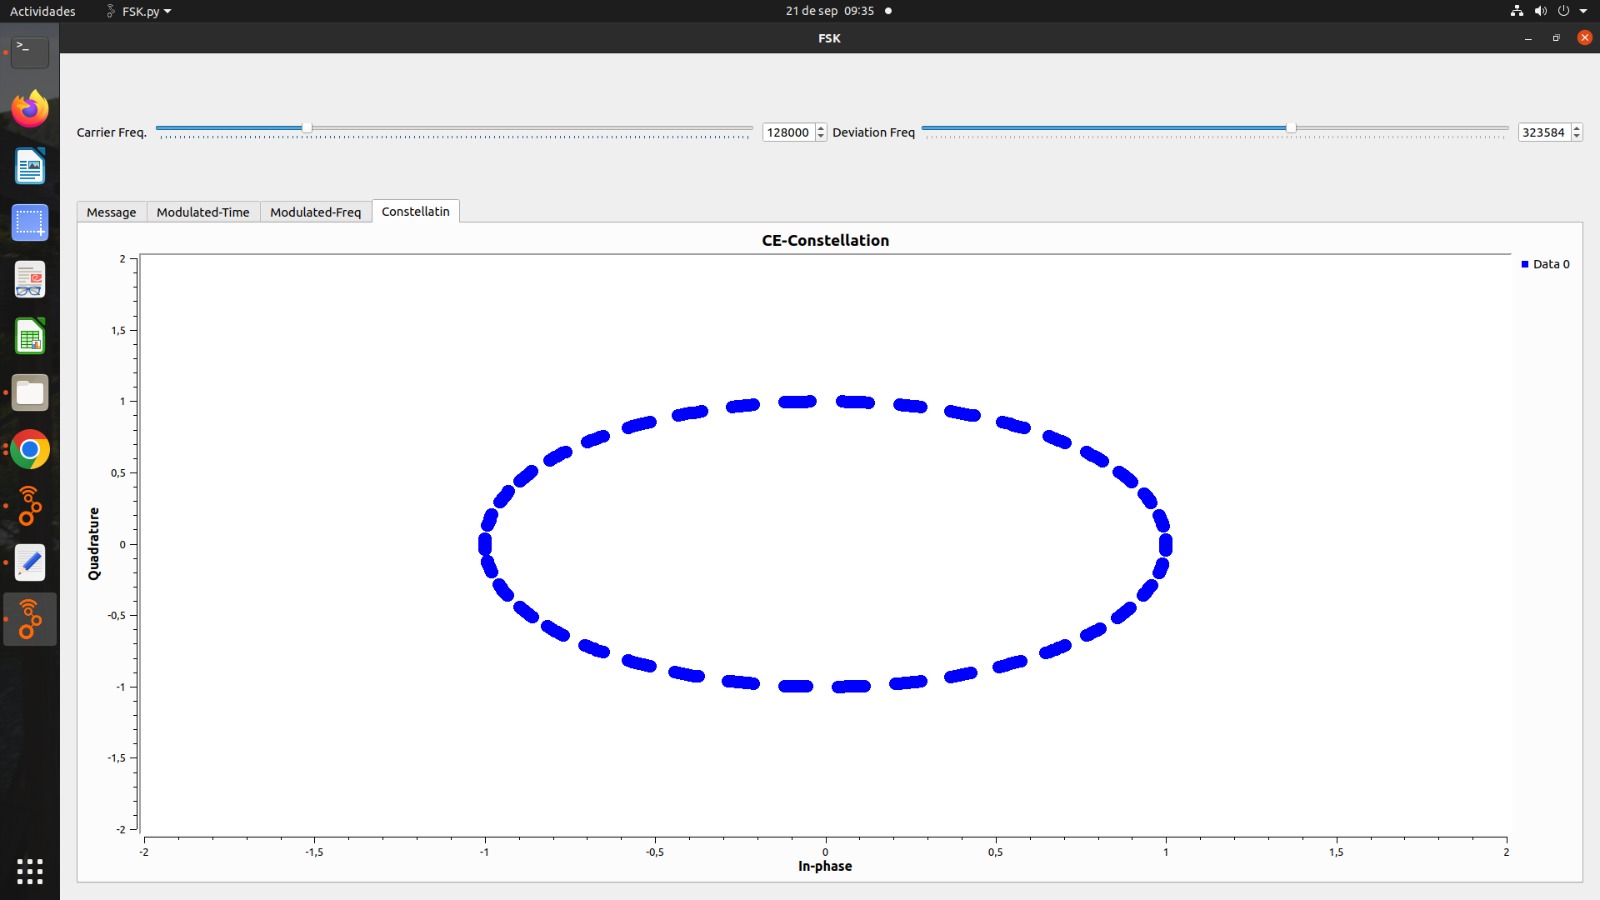 Actividades FSK.py 21 de sep 09:35
FSK
Carrier Freq. 128000 Deviation Freq 323584
Message Modulated-Time Modulated-Freq Constellatin
CE-Constellation
Data 0
2
1,5
1
0,5
0
-0,5
-1
-1,5
-2
Quadrature
-2 -1,5 -1 -0,5 0 0,5 1 1,5 2
In-phase